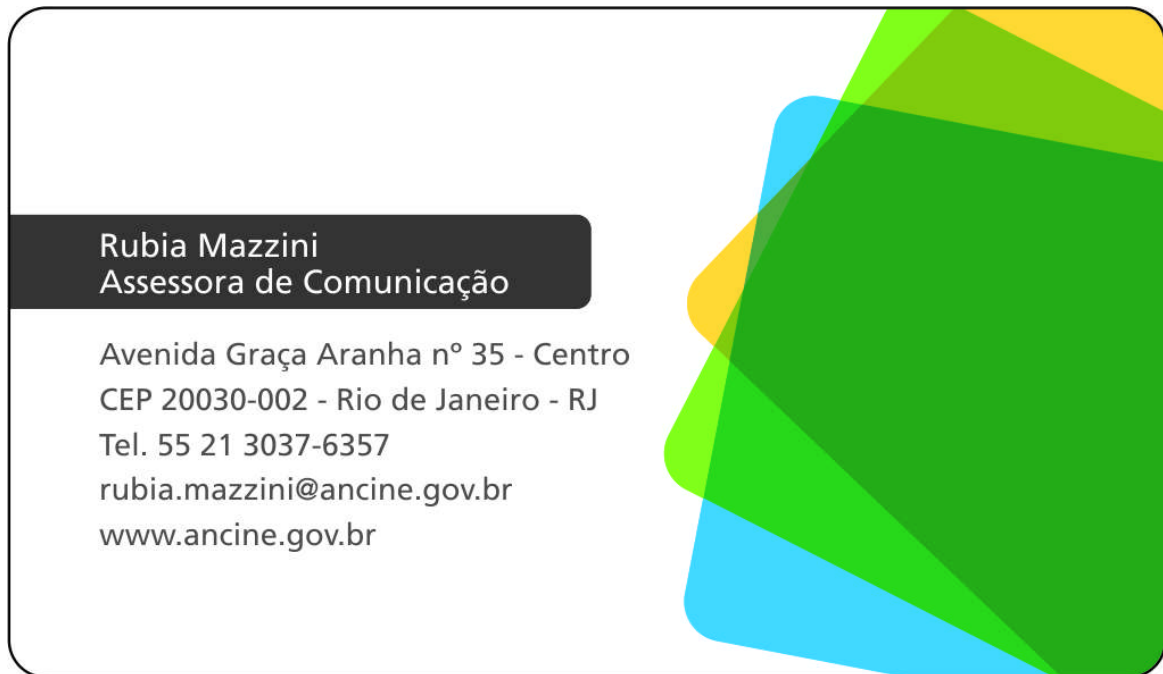 Rubia Mazzini
Assessora de Comunicação
Avenida Graça Aranha nº 35 - Centro
CEP 20030-002 - Rio de Janeiro - RJ
Tel. 55 21 3037-6357
rubia.mazzini@ancine.gov.br
www.ancine.gov.br